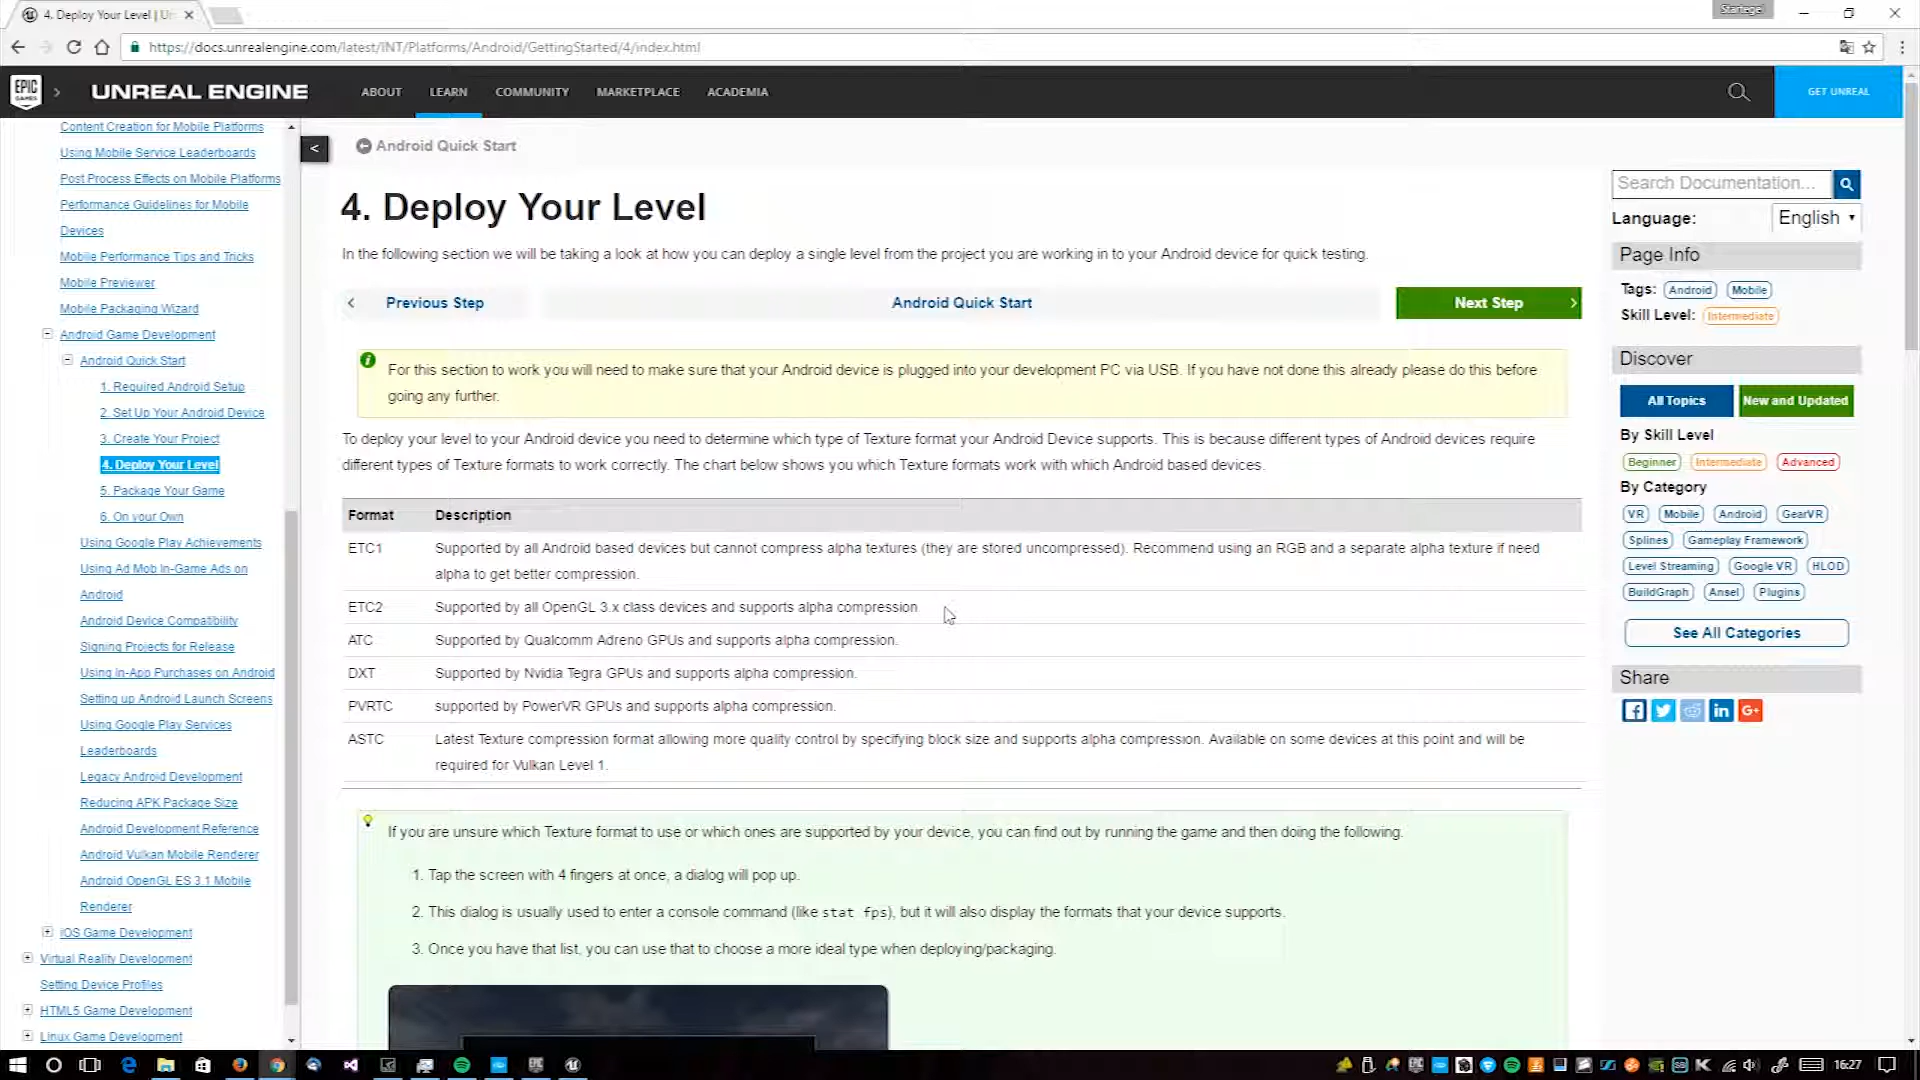 4. Deploy Your Level | Un
Startegel
https://docs.unrealengine.com/latest/INT/Platforms/Android/GettingStarted/4/index.html
EPIC GAMES
UNREAL ENGINE
ABOUT
LEARN
COMMUNITY
MARKETPLACE
ACADEMIA
GET UNREAL
Content Creation for Mobile Platforms
Using Mobile Service Leaderboards
Post Process Effects on Mobile Platforms
Performance Guidelines for Mobile
Devices
Mobile Performance Tips and Tricks
Mobile Previewer
Mobile Packaging Wizard
Android Game Development
Android Quick Start
1. Required Android Setup
2. Set Up Your Android Device
3. Create Your Project
4. Deploy Your Level
5. Package Your Game
6. On your Own
Using Google Play Achievements
Using Ad Mob In-Game Ads on
Android
Android Device Compatibility
Signing Projects for Release
Using In-App Purchases on Android
Setting up Android Launch Screens
Using Google Play Services
Leaderboards
Legacy Android Development
Reducing APK Package Size
Android Development Reference
Android Vulkan Mobile Renderer
Android OpenGL ES 3.1 Mobile
Renderer
iOS Game Development
Virtual Reality Development
Setting Device Profiles
HTML5 Game Development
Linux Game Development
<
Android Quick Start
4. Deploy Your Level
In the following section we will be taking a look at how you can deploy a single level from the project you are working in to your Android device for quick testing.
Previous Step
Android Quick Start
Next Step
For this section to work you will need to make sure that your Android device is plugged into your development PC via USB. If you have not done this already please do this before
going any further.
To deploy your level to your Android device you need to determine which type of Texture format your Android Device supports. This is because different types of Android devices require
different types of Texture formats to work correctly. The chart below shows you which Texture formats work with which Android based devices.
Format Description
ETC1 Supported by all Android based devices but cannot compress alpha textures (they are stored uncompressed). Recommend using an RGB and a separate alpha texture if need
alpha to get better compression.
ETC2 Supported by all OpenGL 3.x class devices and supports alpha compression
ATC Supported by Qualcomm Adreno GPUs and supports alpha compression.
DXT Supported by Nvidia Tegra GPUs and supports alpha compression.
PVRTC supported by PowerVR GPUs and supports alpha compression.
ASTC Latest Texture compression format allowing more quality control by specifying block size and supports alpha compression. Available on some devices at this point and will be
required for Vulkan Level 1.
If you are unsure which Texture format to use or which ones are supported by your device, you can find out by running the game and then doing the following.
1. Tap the screen with 4 fingers at once, a dialog will pop up.
2. This dialog is usually used to enter a console command (like stat fps), but it will also display the formats that your device supports.
3. Once you have that list, you can use that to choose a more ideal type when deploying/packaging.
Search Documentation...
Language: English
Page Info
Tags: Android Mobile
Skill Level: Intermediate
Discover
All Topics New and Updated
By Skill Level
Beginner Intermediate Advanced
By Category
VR Mobile Android GearVR
Splines Gameplay Framework
Level Streaming Google VR HLOD
BuildGraph Ansel Plugins
See All Categories
Share
16:27